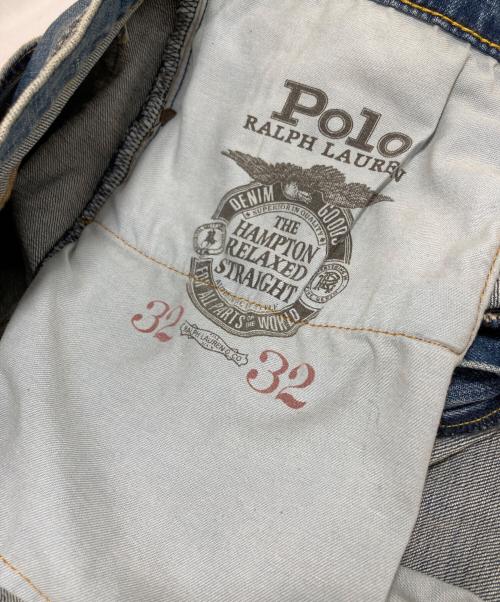 Polo
RALPH LAUREN
DENIM GOODS
SUPERIOR IN QUALITY
THE
HAMPTON
RELAXED
STRAIGHT
ALL PARTS OF THE WORLD
32
RALPH LAUREN & CO
32